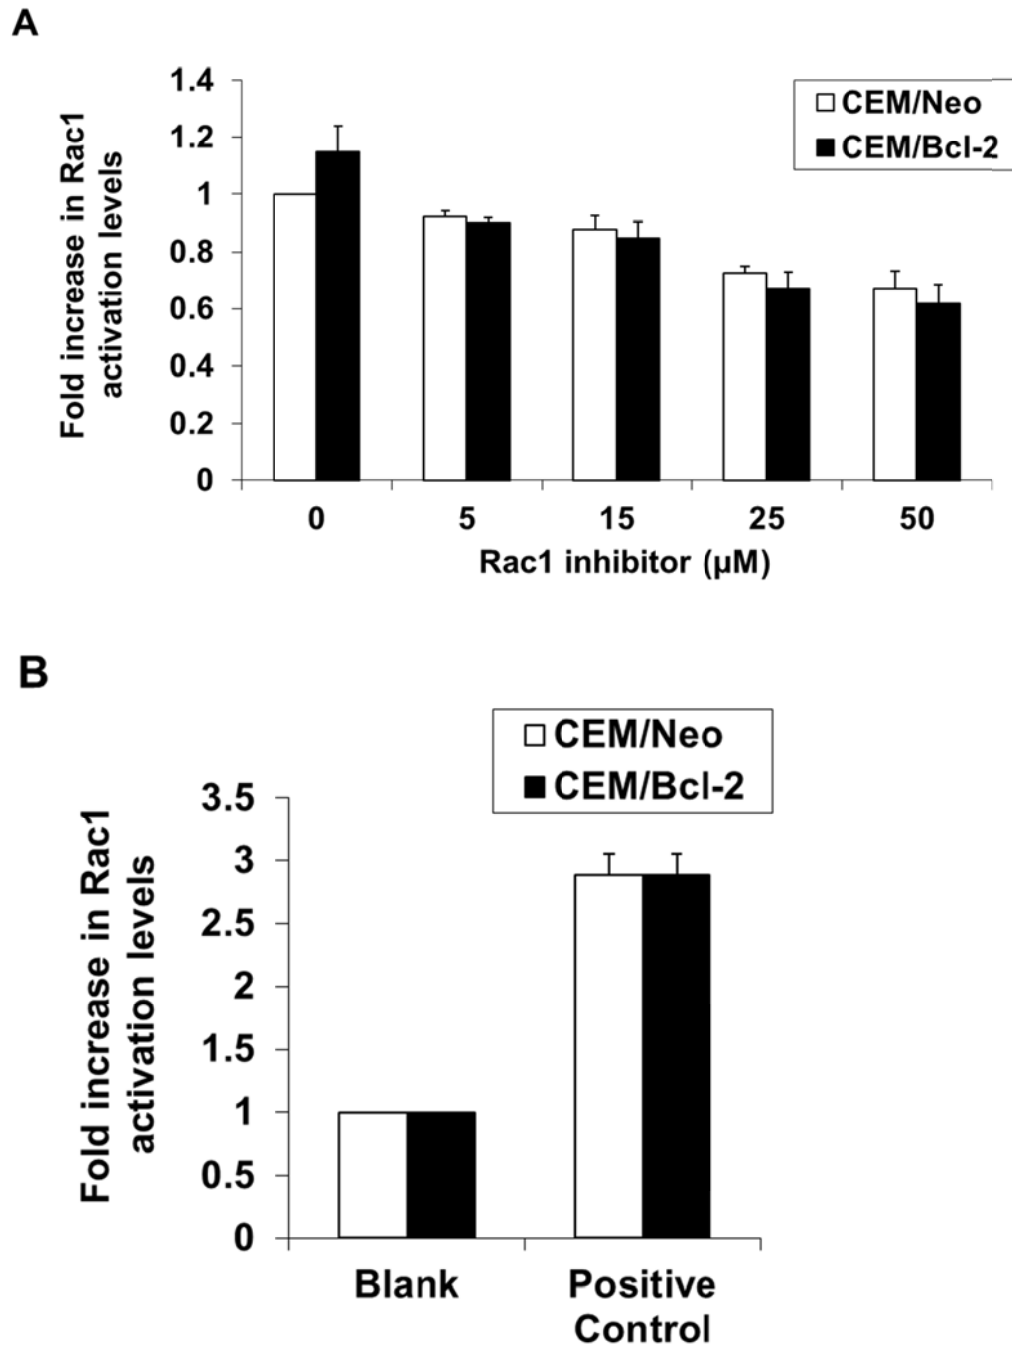 A
Fold increase in Rac1
activation levels
1.4
1.2
1
0.8
0.6
0.4
0.2
0
CEM/Neo
CEM/Bcl-2
0 5 15 25 50
Rac1 inhibitor (µM)
B
CEM/Neo
CEM/Bcl-2
Fold increase in Rac1
activation levels
3.5
3
2.5
2
1.5
1
0.5
0
Blank Positive
Control